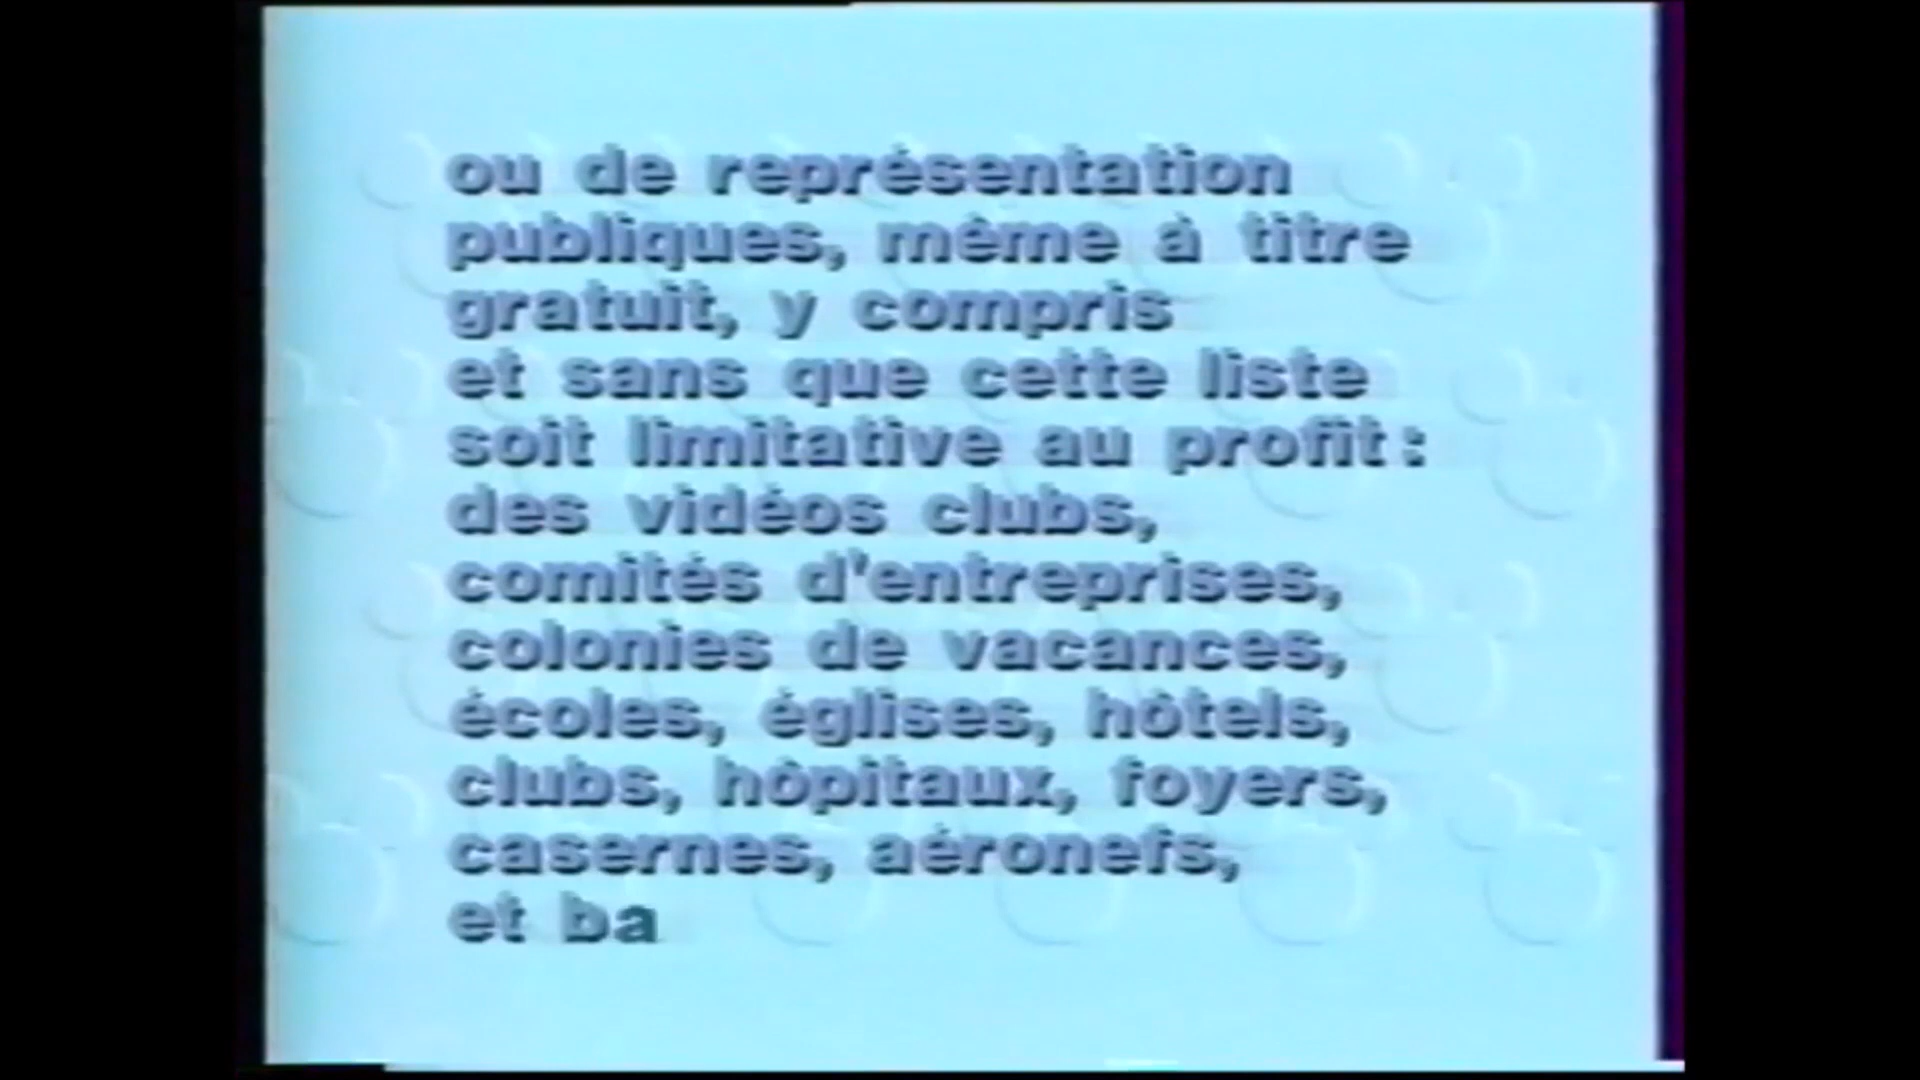 ou de représentation
publiques, même à titre
gratuit, y compris
et sans que cette liste
soit limitative au profit :
des vidéos clubs,
comités d'entreprises,
colonies de vacances,
écoles, églises, hôtels,
clubs, hôpitaux, foyers,
casernes, aéronefs,
et ba